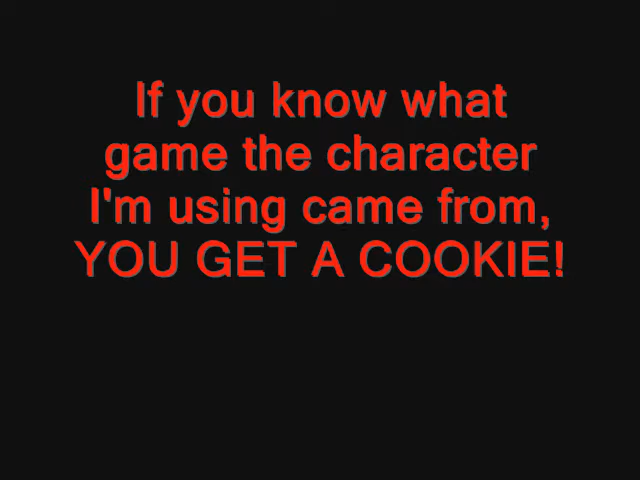 If you know what
game the character
I'm using came from,
YOU GET A COOKIE!